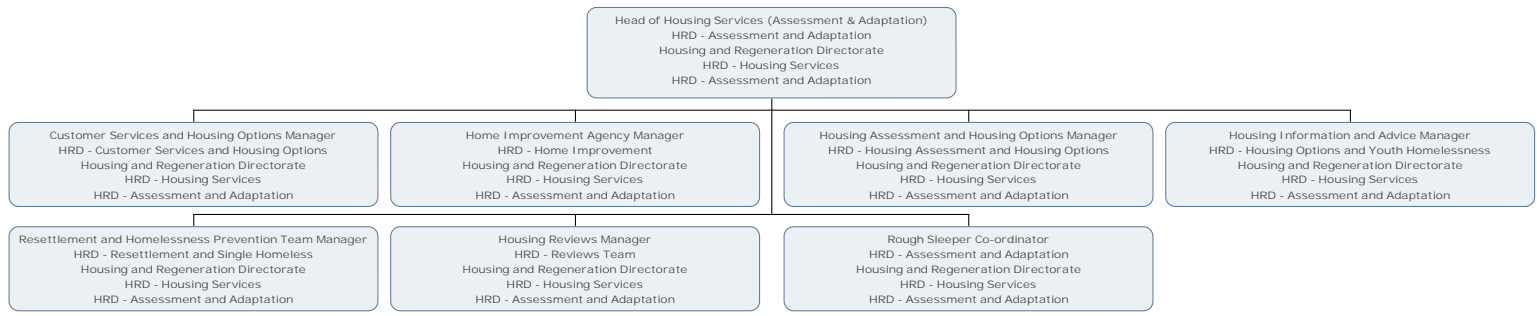 Head of Housing Services (Assessment & Adaptation)
HRD - Assessment and Adaptation
Housing and Regeneration Directorate
HRD - Housing Services
HRD - Assessment and Adaptation
Customer Services and Housing Options Manager
HRD - Customer Services and Housing Options
Housing and Regeneration Directorate
HRD - Housing Services
HRD - Assessment and Adaptation
Home Improvement Agency Manager
HRD - Home Improvement
Housing and Regeneration Directorate
HRD - Housing Services
HRD - Assessment and Adaptation
Housing Assessment and Housing Options Manager
HRD - Housing Assessment and Housing Options
Housing and Regeneration Directorate
HRD - Housing Services
HRD - Assessment and Adaptation
Housing Information and Advice Manager
HRD - Housing Options and Youth Homelessness
Housing and Regeneration Directorate
HRD - Housing Services
HRD - Assessment and Adaptation
Resettlement and Homelessness Prevention Team Manager
HRD - Resettlement and Single Homeless
Housing and Regeneration Directorate
HRD - Housing Services
HRD - Assessment and Adaptation
Housing Reviews Manager
HRD - Reviews Team
Housing and Regeneration Directorate
HRD - Housing Services
HRD - Assessment and Adaptation
Rough Sleeper Co-ordinator
HRD - Assessment and Adaptation
Housing and Regeneration Directorate
HRD - Housing Services
HRD - Assessment and Adaptation